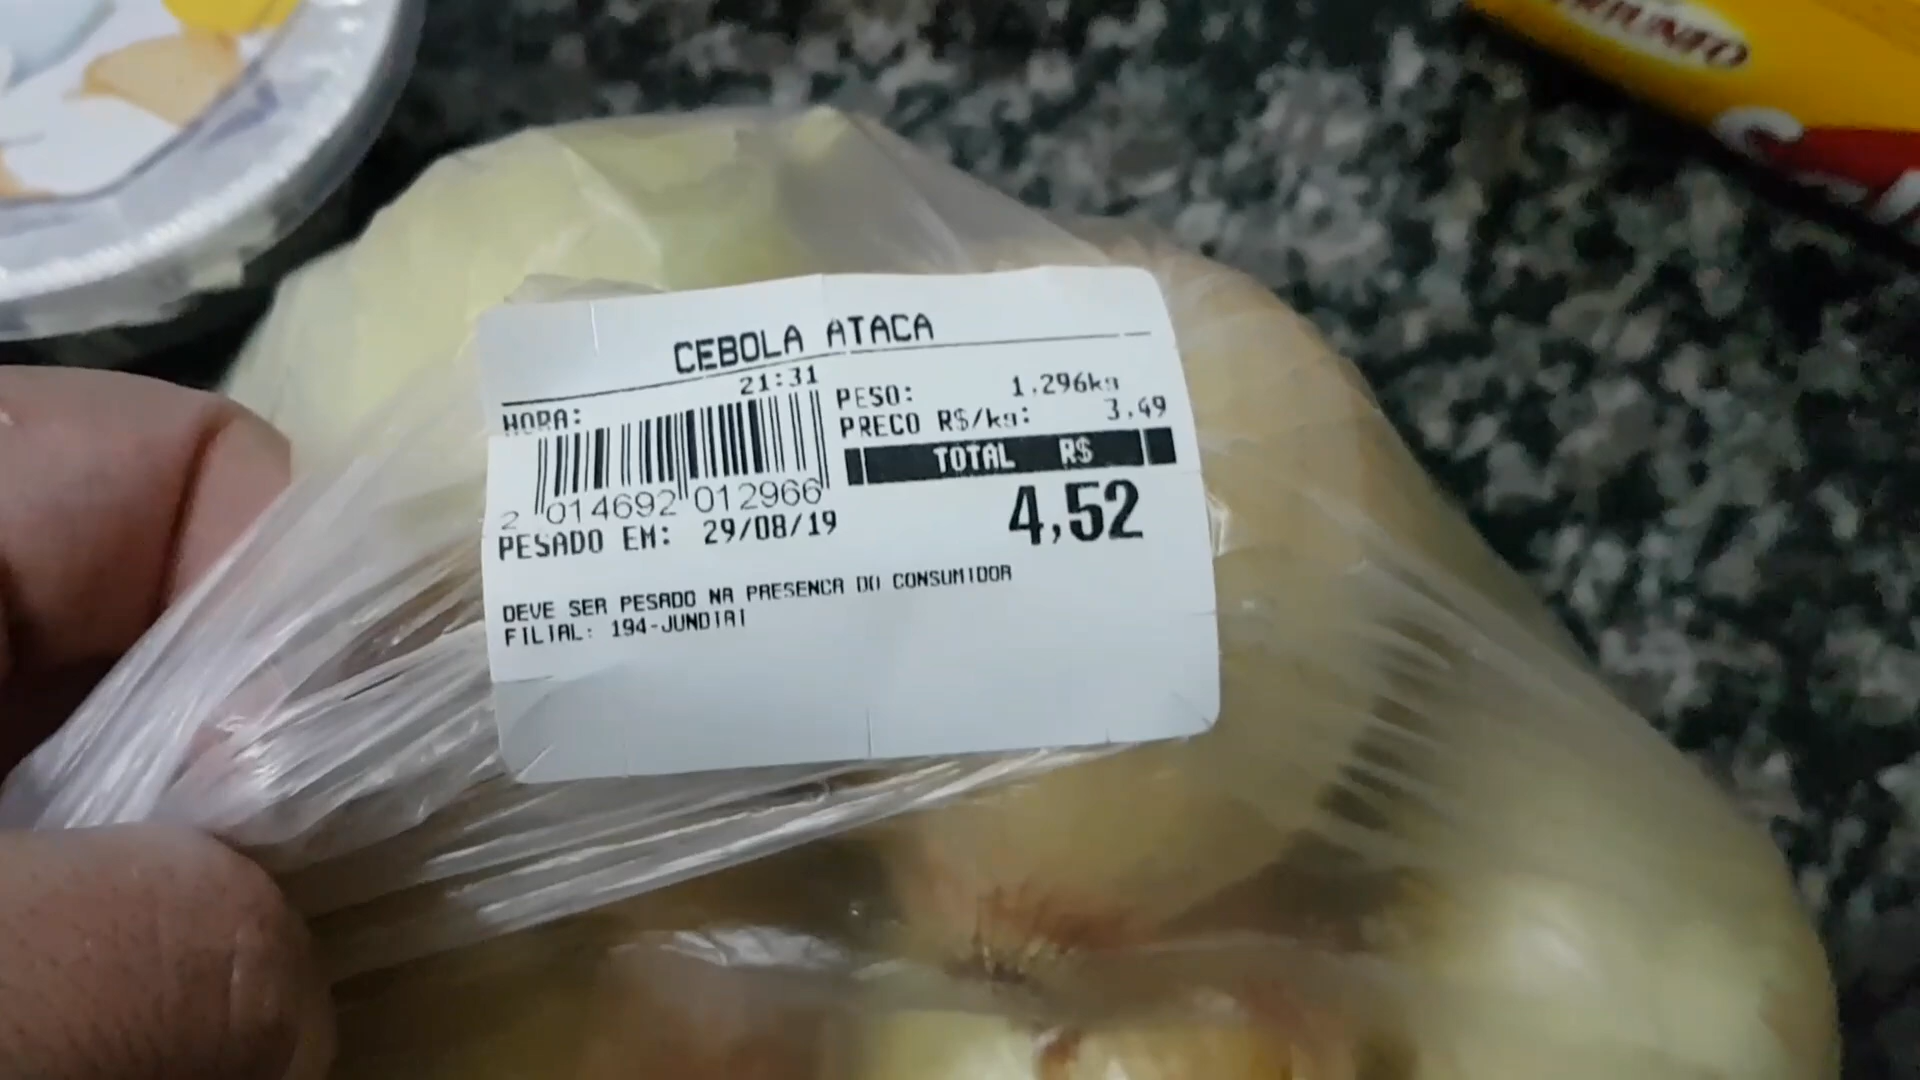 CEBOLA ATACA
HORA: 21:31
2 014692 012966
PESADO EM: 29/08/19
PESO: 1.296kg
PRECO R$/kg: 3,49
TOTAL R$
4,52
DEVE SER PESADO NA PRESENCA DO CONSUMIDOR
FILIAL: 194-JUNDIAI